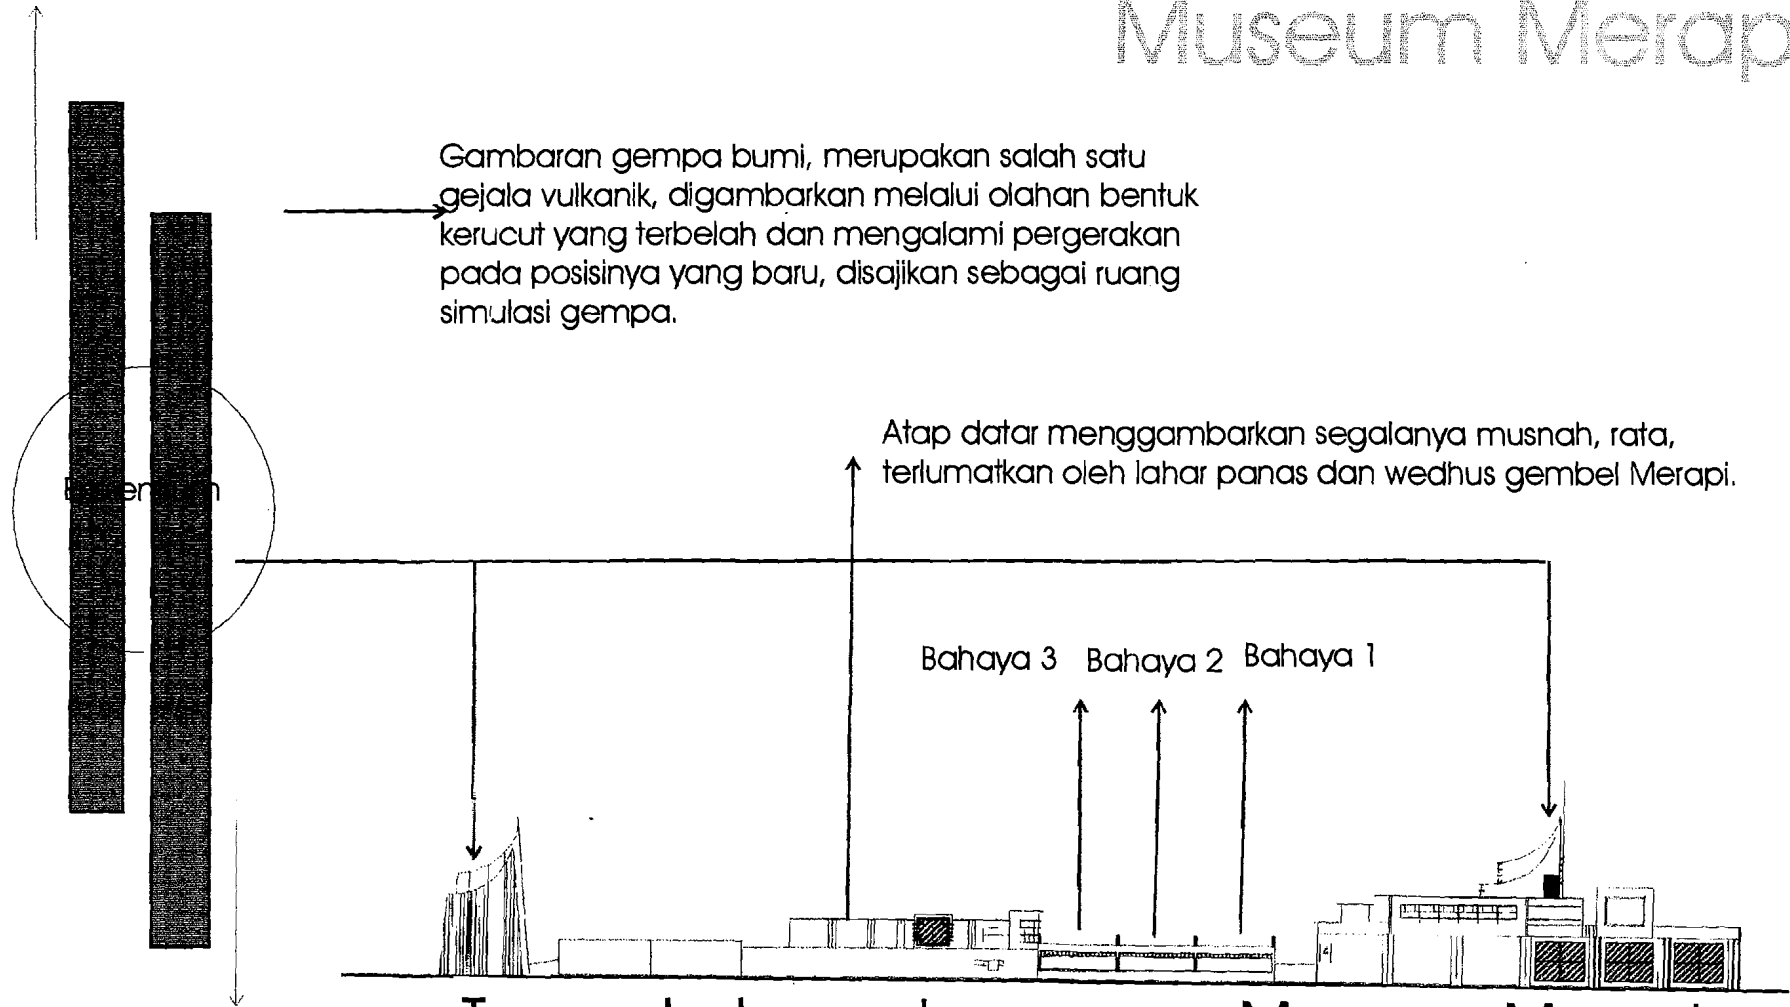 Museum Merap
Gambaran gempa bumi, merupakan salah satu
gejala vulkanik, digambarkan melalui olahan bentuk
kerucut yang terbelah dan mengalami pergerakan
pada posisinya yang baru, disajikan sebagai ruang
simulasi gempa.
Atap datar menggambarkan segalanya musnah, rata,
terlumatkan oleh lahar panas dan wedhus gembel Merapi.
Bahaya 3 Bahaya 2 Bahaya 1